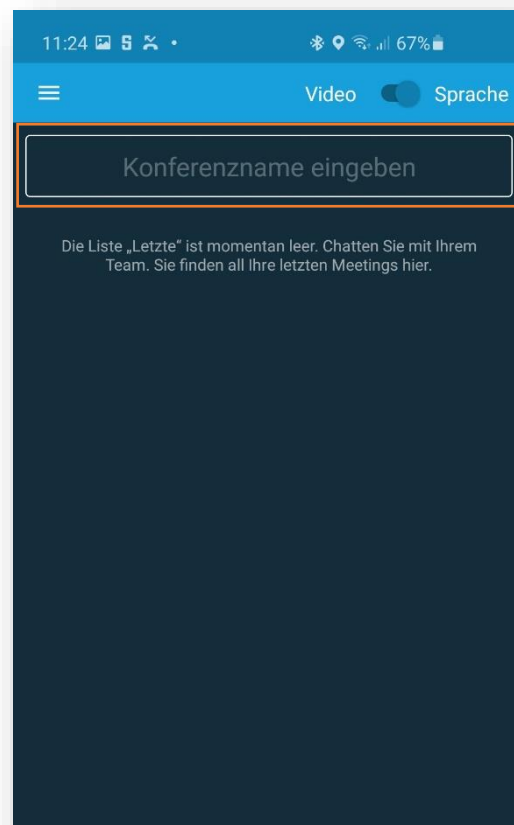 11:24 67%
Video Sprache
Konferenzname eingeben
Die Liste „Letzte“ ist momentan leer. Chatten Sie mit Ihrem
Team. Sie finden all Ihre letzten Meetings hier.